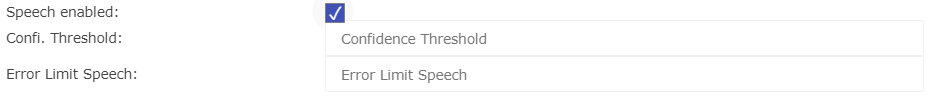 Speech enabled:
Confi. Threshold: Confidence Threshold
Error Limit Speech: Error Limit Speech